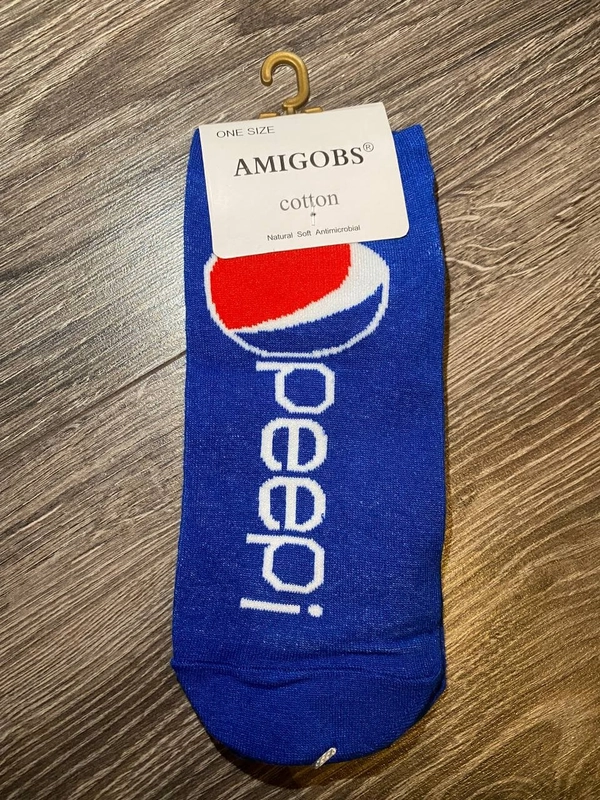 ONE SIZE
AMIGOBS®
cotton
Natural Soft Antimicrobial
peepi